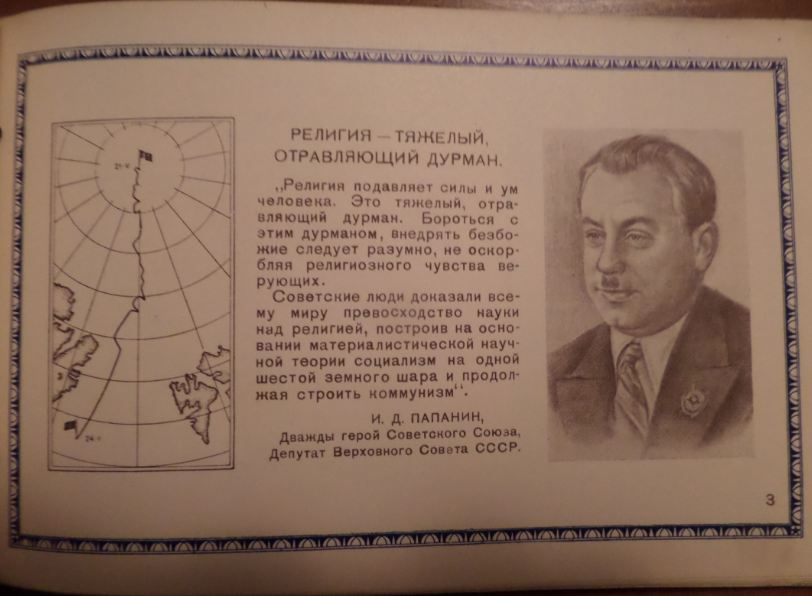 РЕЛИГИЯ — ТЯЖЕЛЫЙ,
ОТРАВЛЯЮЩИЙ ДУРМАН.
„Религия подавляет силы и ум
человека. Это тяжелый, отра-
вляющий дурман. Бороться с
этим дурманом, внедрять безбо-
жие следует разумно, не оскор-
бляя религиозного чувства ве-
рующих.
Советские люди доказали все-
му миру превосходство науки
над религией, построив на осно-
вании материалистической науч-
ной теории социализм на одной
шестой земного шара и продол-
жая строить коммунизм“.
И. Д. ПАПАНИН,
Дважды герой Советского Союза,
Депутат Верховного Совета СССР.
21-V
3